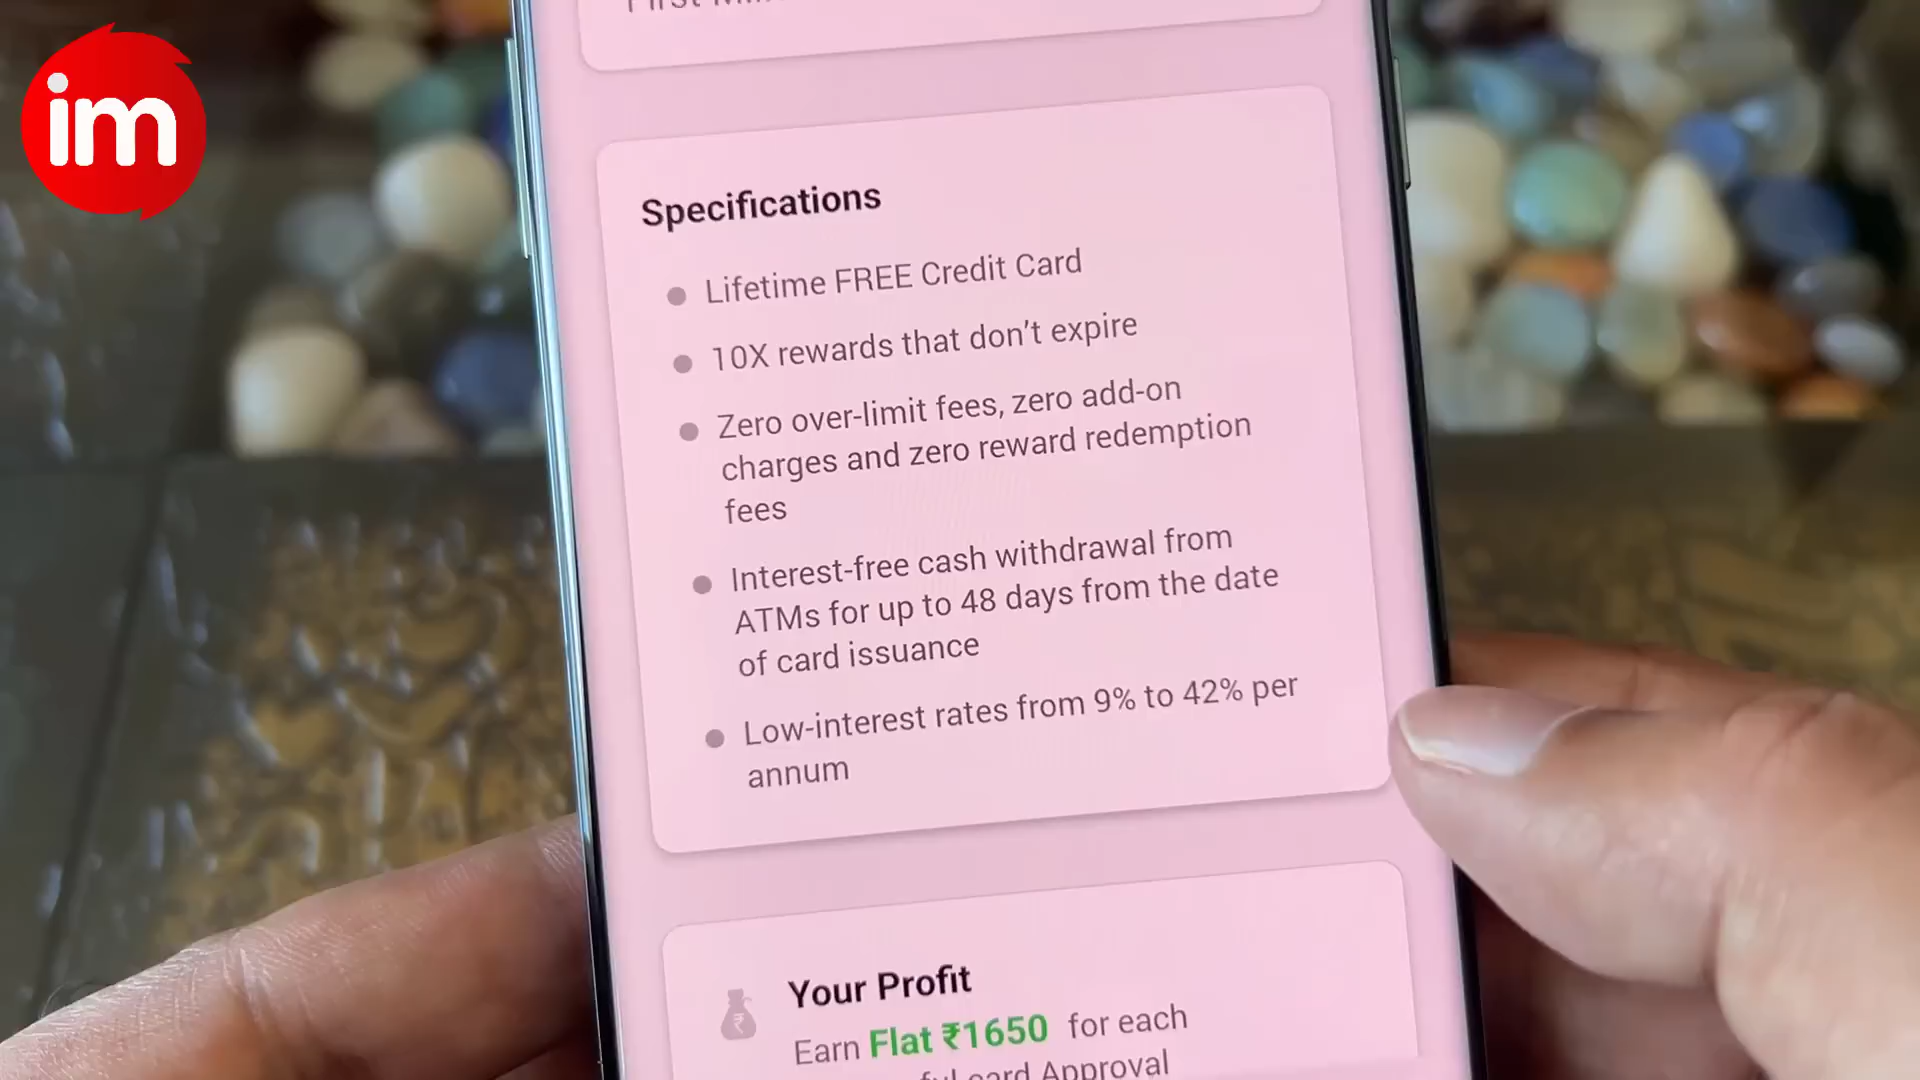 im
First
Specifications
Lifetime FREE Credit Card
10X rewards that don't expire
Zero over-limit fees, zero add-on
charges and zero reward redemption
fees
Interest-free cash withdrawal from
ATMs for up to 48 days from the date
of card issuance
Low-interest rates from 9% to 42% per
annum
Your Profit
Earn Flat ₹1650 for each
card Approval